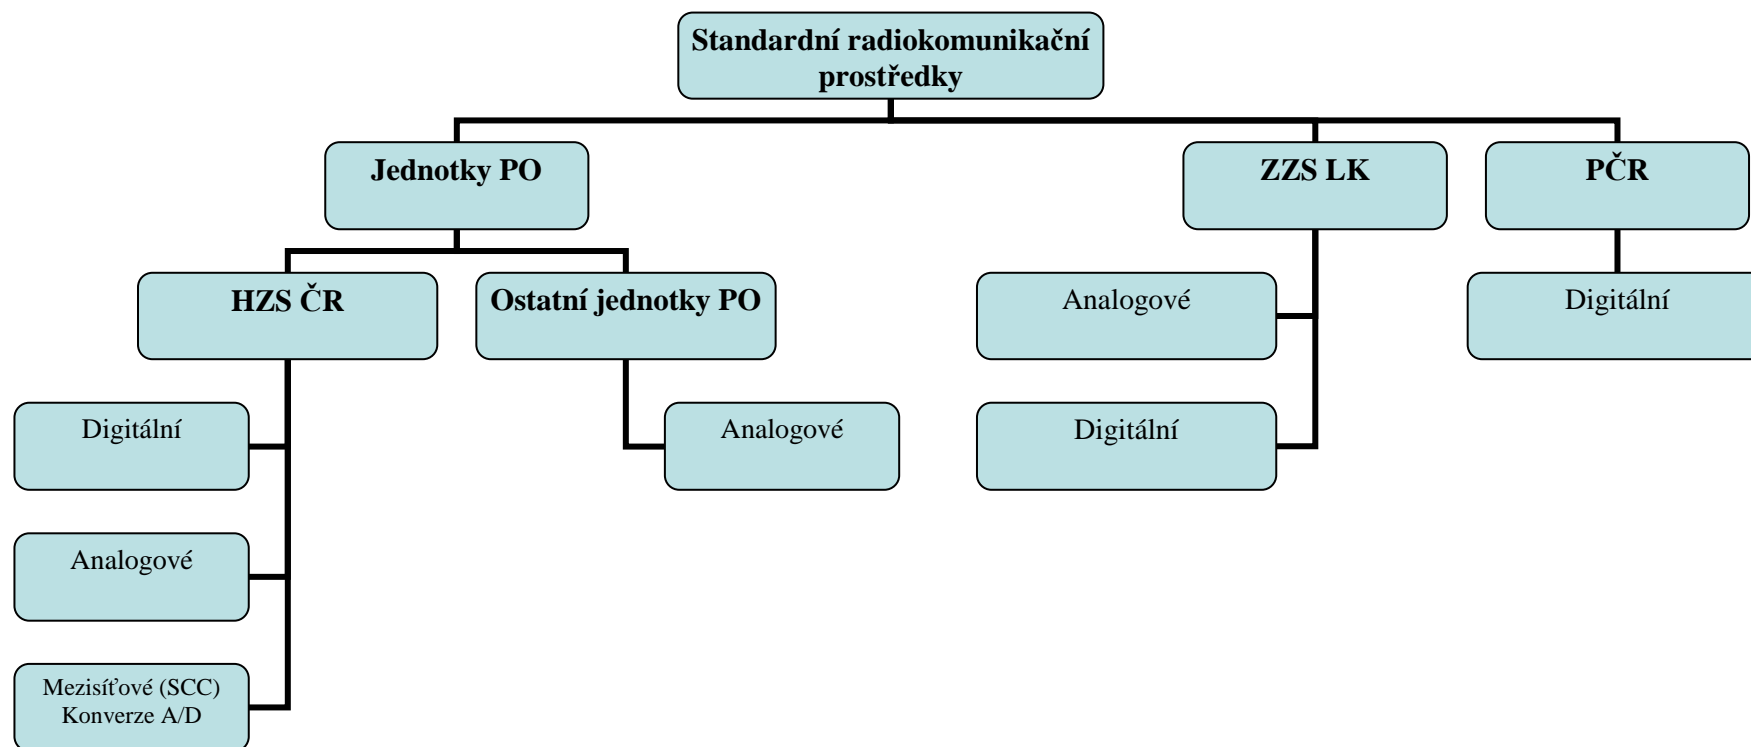 Standardní radiokomunikační
prostředky
Jednotky PO
ZZS LK
PČR
HZS ČR
Ostatní jednotky PO
Analogové
Digitální
Digitální
Analogové
Digitální
Analogové
Mezisíťové (SCC)
Konverze A/D